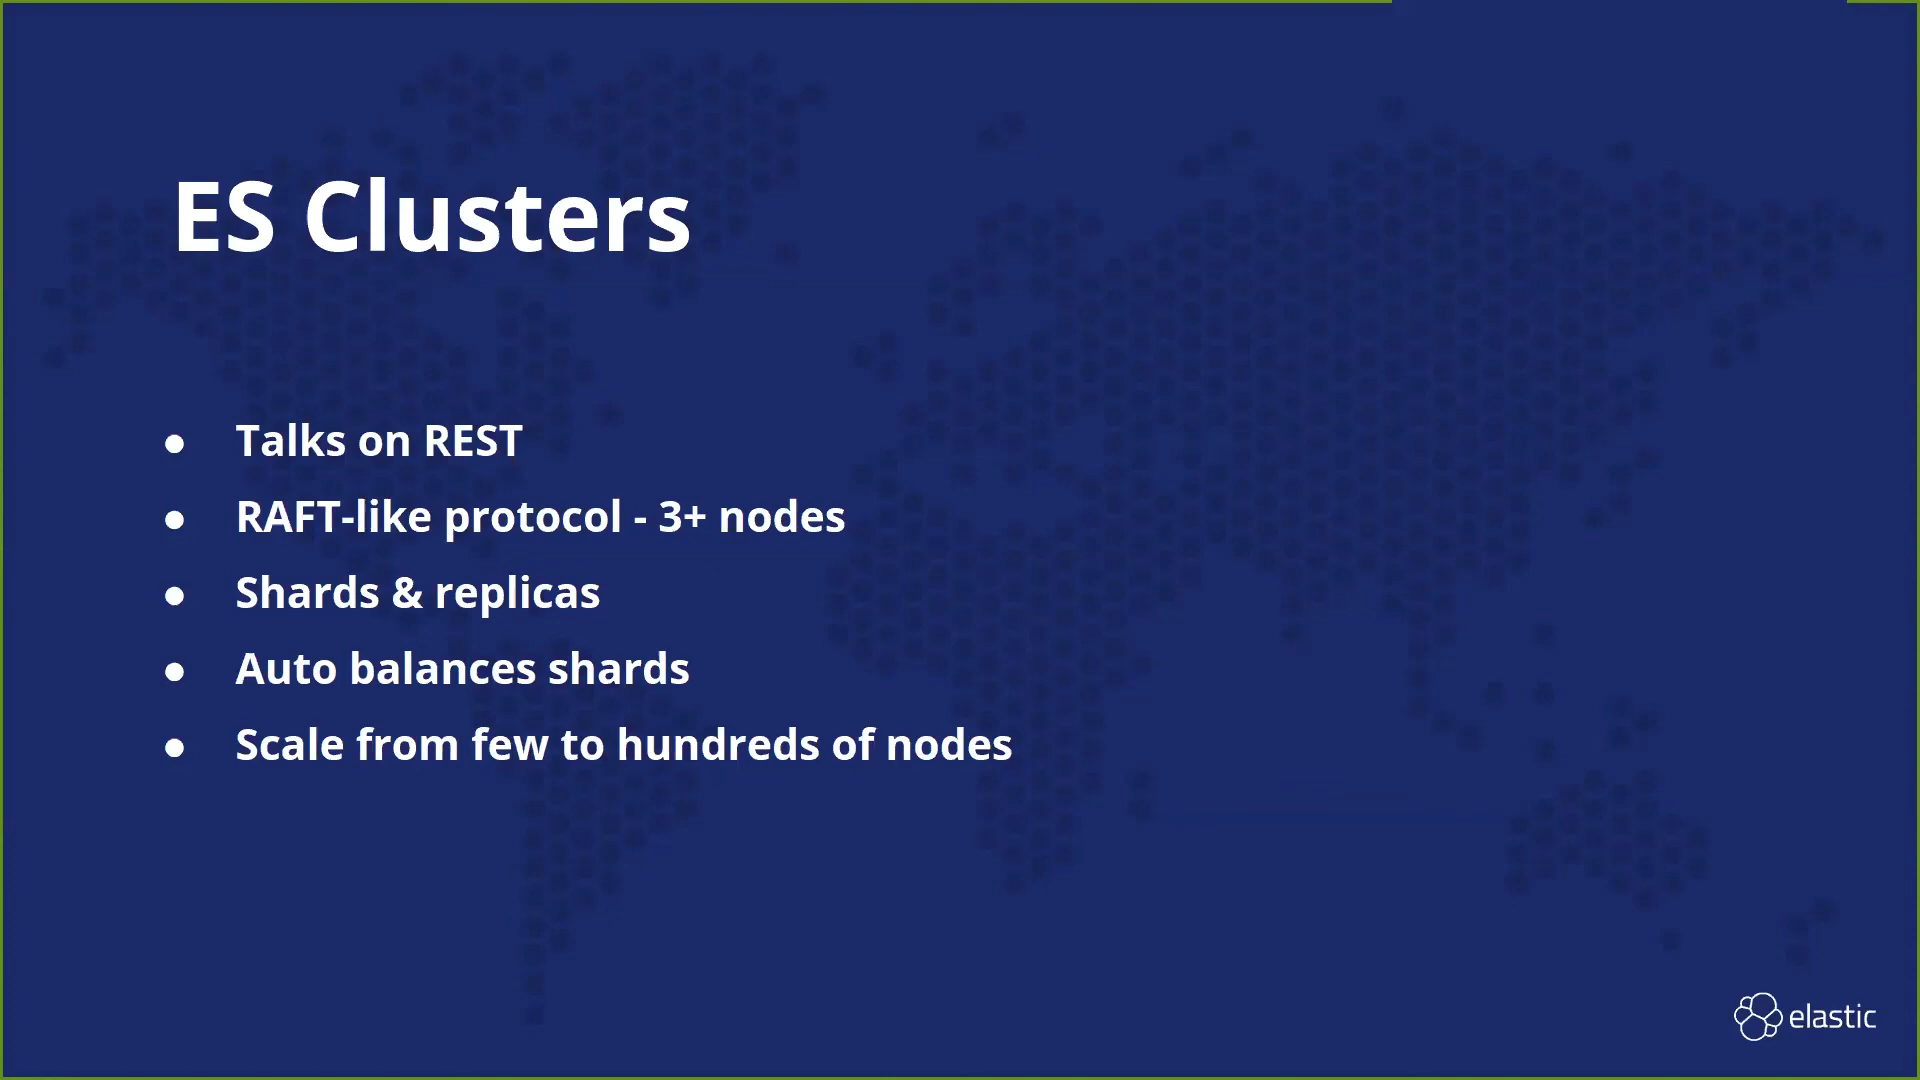 ES Clusters
● Talks on REST
● RAFT-like protocol - 3+ nodes
● Shards & replicas
● Auto balances shards
● Scale from few to hundreds of nodes
elastic